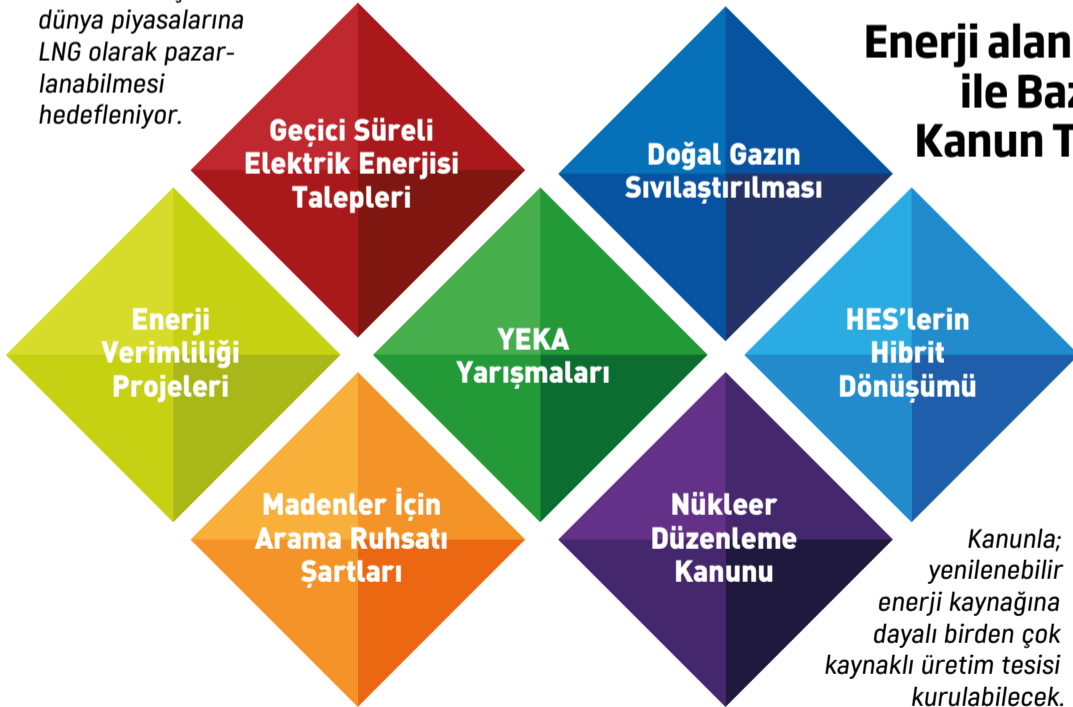 dünya piyasalarına
LNG olarak pazar-
lanabilmesi
hedefleniyor.
Enerji alan
ile Baz
Kanun T
Geçici Süreli
Elektrik Enerjisi
Talepleri
Doğal Gazın
Sıvılaştırılması
Enerji
Verimliliği
Projeleri
YEKA
Yarışmaları
HES'lerin
Hibrit
Dönüşümü
Madenler İçin
Arama Ruhsatı
Şartları
Nükleer
Düzenleme
Kanunu
Kanunla;
yenilenebilir
enerji kaynağına
dayalı birden çok
kaynaklı üretim tesisi
kurulabilecek.